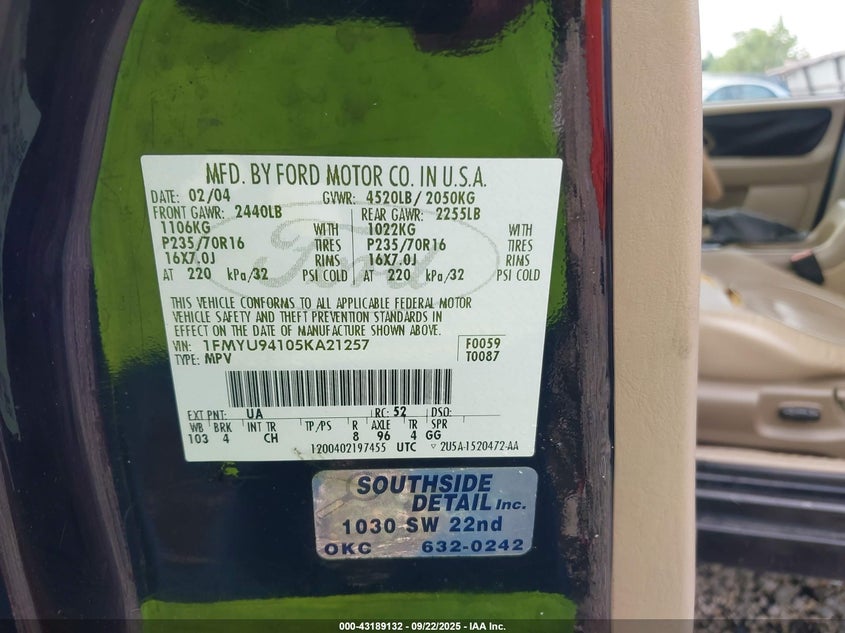 MFD. BY FORD MOTOR CO. IN U.S.A.
DATE: 02/04 GVWR: 4520LB/ 2050KG
FRONT GAWR: 2440LB REAR GAWR: 2255LB
1106KG WITH 1022KG WITH
P235/70R16 TIRES P235/70R16 TIRES
16X7.0J RIMS 16X7.0J RIMS
AT 220 kPa/32 PSI COLD AT 220 kPa/32 PSI COLD
Ford
THIS VEHICLE CONFORMS TO ALL APPLICABLE FEDERAL MOTOR
VEHICLE SAFETY AND THEFT PREVENTION STANDARDS IN
EFFECT ON THE DATE OF MANUFACTURE SHOWN ABOVE.
VIN: 1FMYU94105KA21257 F0059
TYPE: MPV T0087
EXT PNT: UA RC: 52 DSO:
WB BRK INT TR TP/PS R AXLE TR SPR
103 4 CH 8 96 4 GG
1200402197455 UTC ▽ 2U5A-1520472-AA
SOUTHSIDE
DETAIL Inc.
1030 SW 22nd
OKC 632-0242
000-43189132 - 09/22/2025 - IAA Inc.